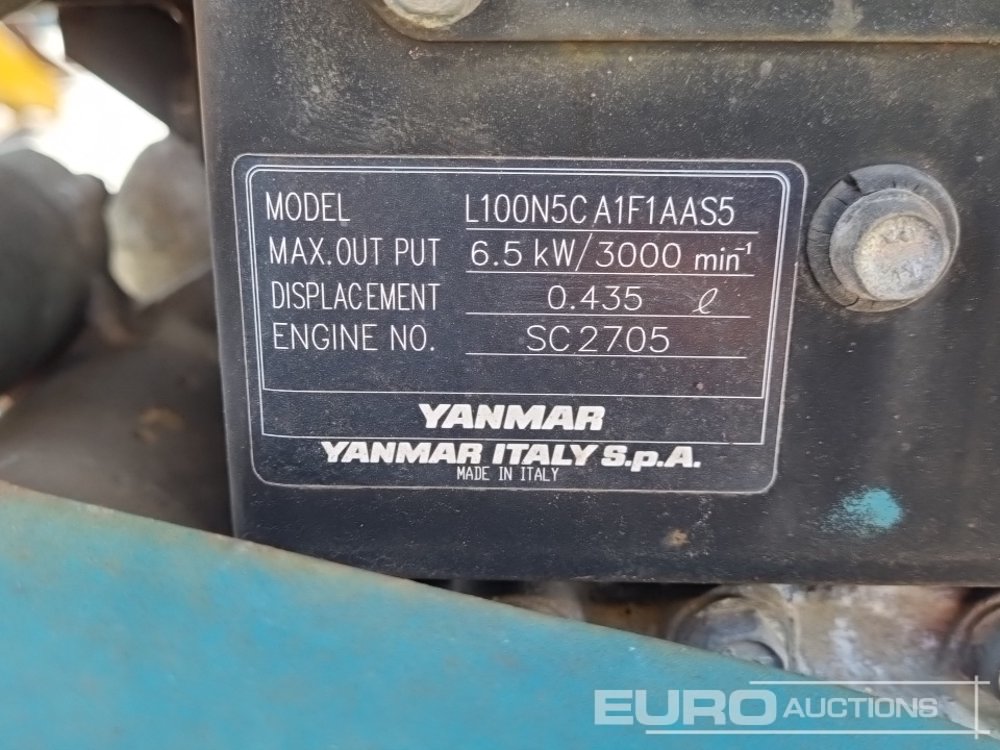 MODEL L100N5CA1F1AAS5
MAX.OUT PUT 6.5 kW/3000 min⁻¹
DISPLACEMENT 0.435 ℓ
ENGINE NO. SC2705
YANMAR
YANMAR ITALY S.p.A.
MADE IN ITALY
EURO AUCTIONS